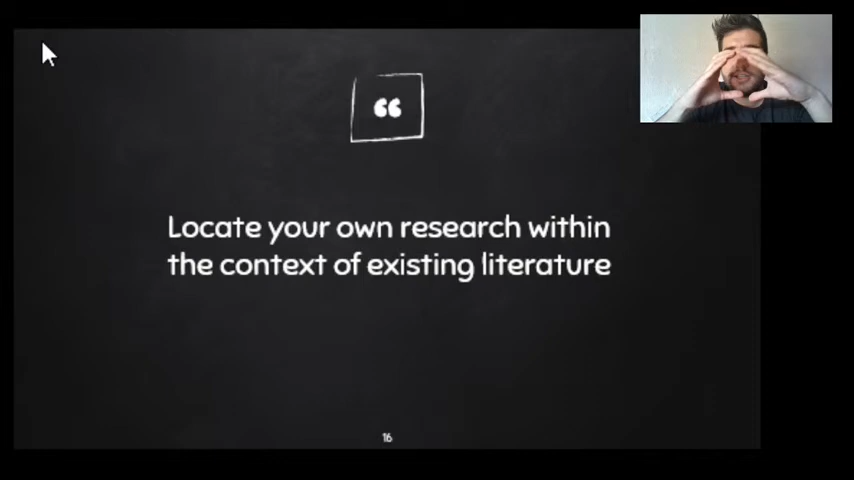 “
Locate your own research within
the context of existing literature
16